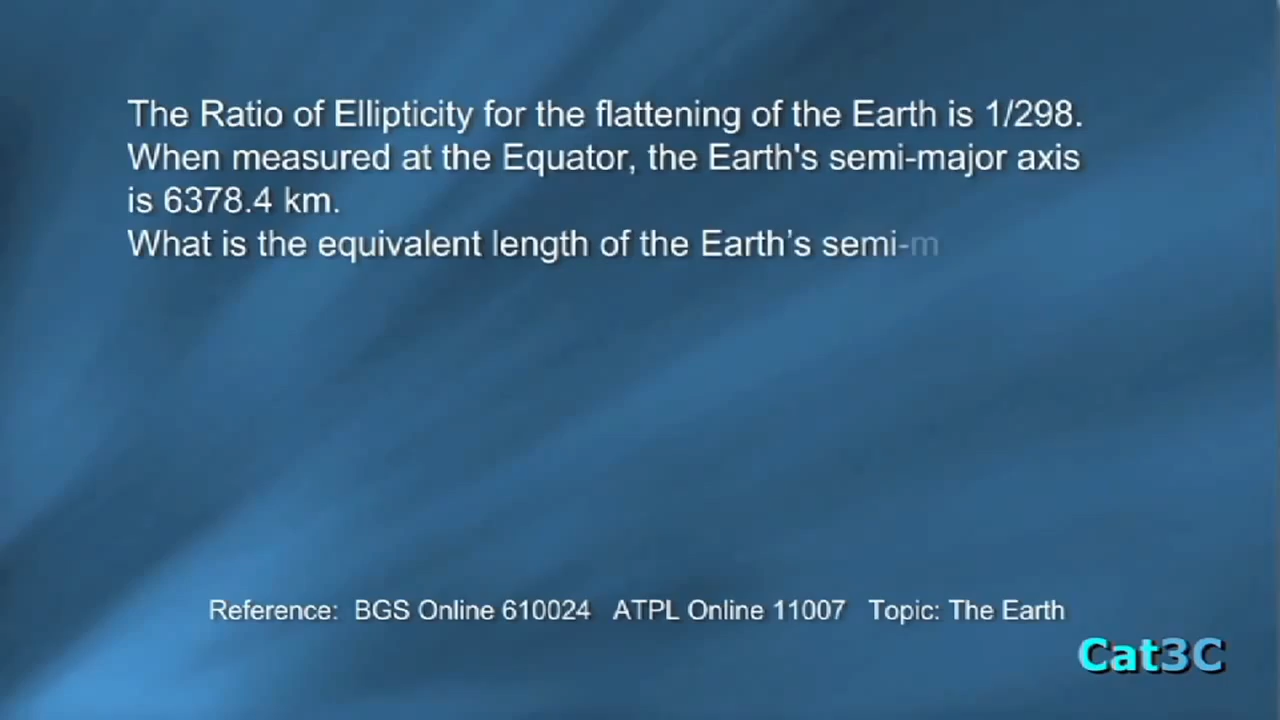 The Ratio of Ellipticity for the flattening of the Earth is 1/298.
When measured at the Equator, the Earth's semi-major axis
is 6378.4 km.
What is the equivalent length of the Earth’s semi-m
Reference: BGS Online 610024 ATPL Online 11007 Topic: The Earth
Cat3C